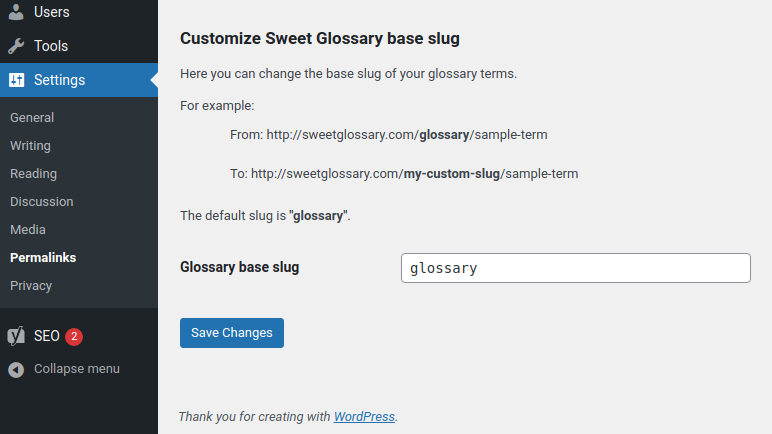 Users
Tools
Settings
General
Writing
Reading
Discussion
Media
Permalinks
Privacy
SEO 2
Collapse menu
Customize Sweet Glossary base slug
Here you can change the base slug of your glossary terms.
For example:
From: http://sweetglossary.com/glossary/sample-term
To: http://sweetglossary.com/my-custom-slug/sample-term
The default slug is "glossary".
Glossary base slug glossary
Save Changes
Thank you for creating with WordPress.